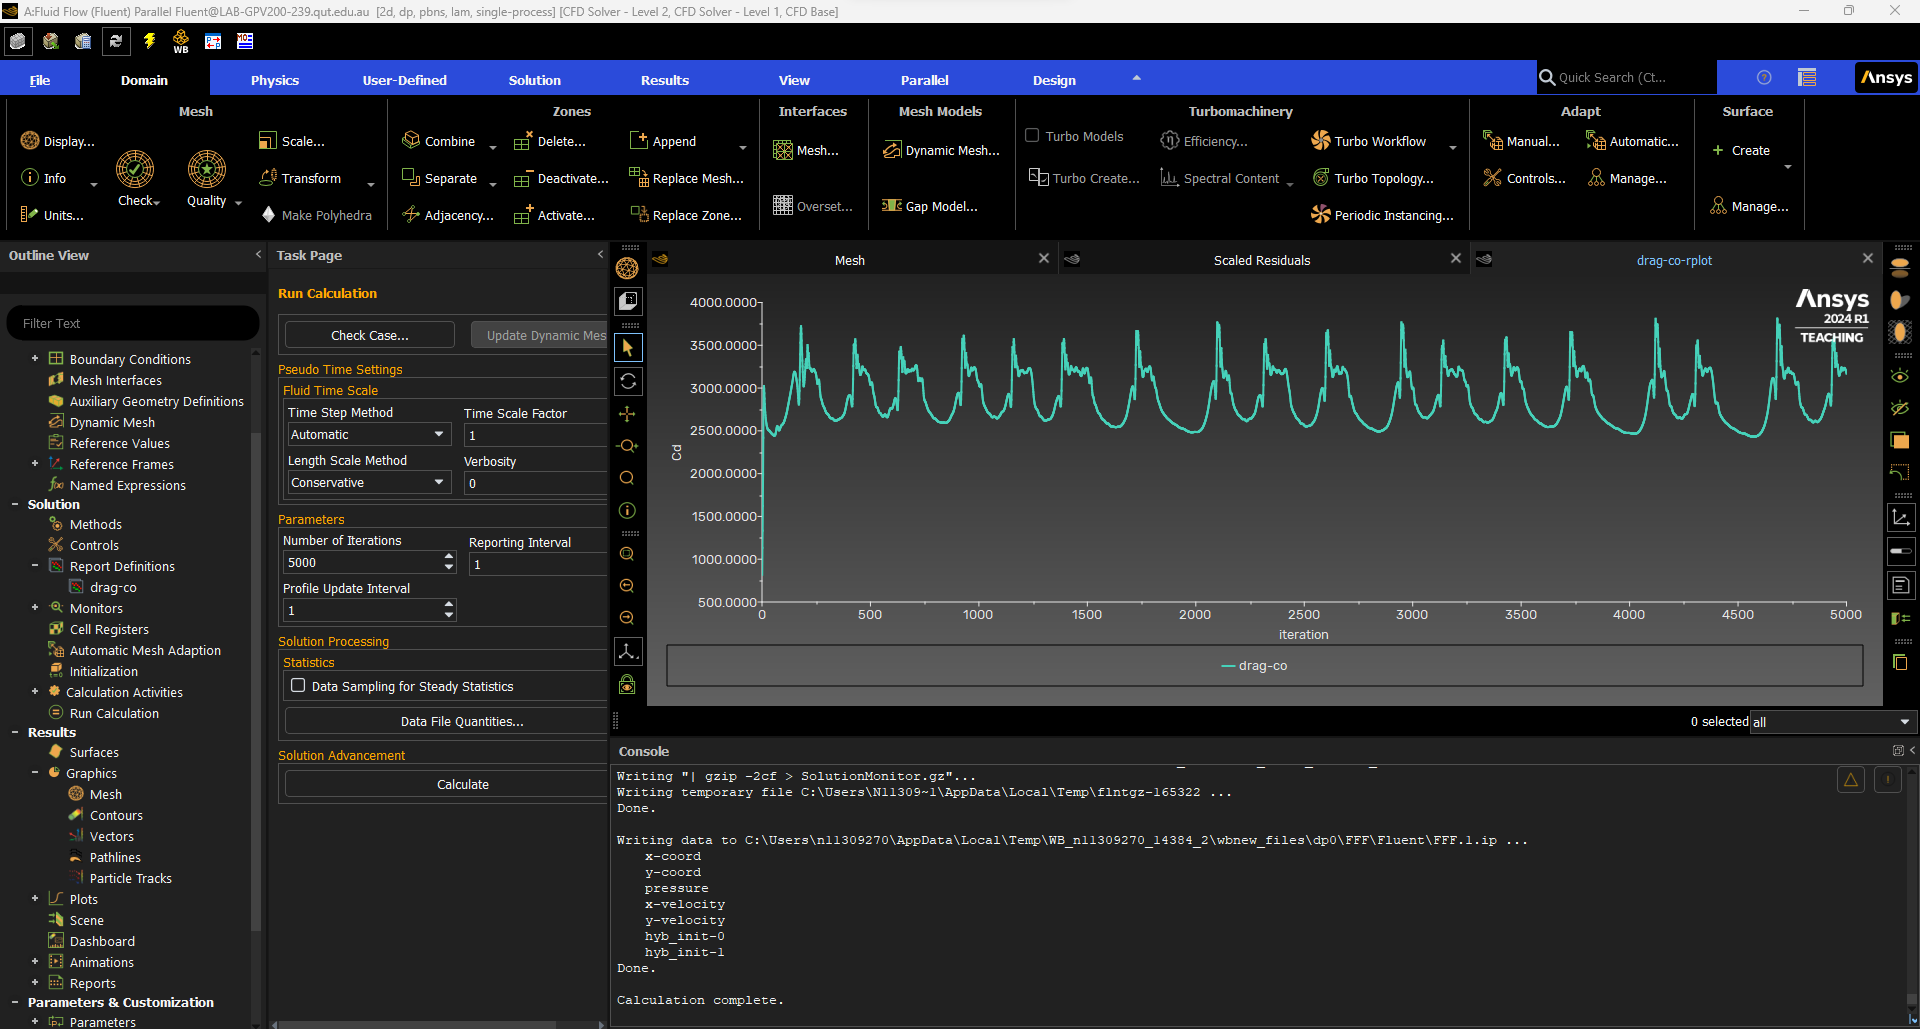 A:Fluid Flow (Fluent) Parallel Fluent@LAB-GPV200-239.qut.edu.au [2d, dp, pbns, lam, single-process] [CFD Solver - Level 2, CFD Solver - Level 1, CFD Base]
WB
File Domain Physics User-Defined Solution Results View Parallel Design Quick Search (Ct... Ansys
Mesh
Display...
Info
Units...
Check
Quality
Scale...
Transform
Make Polyhedra
Zones
Combine
Delete...
Append
Separate
Deactivate...
Replace Mesh...
Adjacency...
Activate...
Replace Zone...
Interfaces
Mesh...
Overset...
Mesh Models
Dynamic Mesh...
Gap Model...
Turbomachinery
Turbo Models
Efficiency...
Turbo Workflow
Turbo Create...
Spectral Content
Turbo Topology...
Periodic Instancing...
Adapt
Manual...
Automatic...
Controls...
Manage...
Surface
Create
Manage...
Outline View
Filter Text
Boundary Conditions
Mesh Interfaces
Auxiliary Geometry Definitions
Dynamic Mesh
Reference Values
Reference Frames
Named Expressions
Solution
Methods
Controls
Report Definitions
drag-co
Monitors
Cell Registers
Automatic Mesh Adaption
Initialization
Calculation Activities
Run Calculation
Results
Surfaces
Graphics
Mesh
Contours
Vectors
Pathlines
Particle Tracks
Plots
Scene
Dashboard
Animations
Reports
Parameters & Customization
Parameters
Task Page
Run Calculation
Check Case...
Update Dynamic Mes
Pseudo Time Settings
Fluid Time Scale
Time Step Method
Time Scale Factor
Automatic
1
Length Scale Method
Verbosity
Conservative
0
Parameters
Number of Iterations
Reporting Interval
5000
1
Profile Update Interval
1
Solution Processing
Statistics
Data Sampling for Steady Statistics
Data File Quantities...
Solution Advancement
Calculate
Mesh
Scaled Residuals
drag-co-rplot
Ansys
2024 R1
TEACHING
4000.0000
3500.0000
3000.0000
2500.0000
2000.0000
1500.0000
1000.0000
500.0000
Cd
0 500 1000 1500 2000 2500 3000 3500 4000 4500 5000
iteration
drag-co
0 selected all
Console
Writing "| gzip -2cf > SolutionMonitor.gz"...
Writing temporary file C:\Users\N11309~1\AppData\Local\Temp\flntgz-165322 ...
Done.
Writing data to C:\Users\n11309270\AppData\Local\Temp\WB_n11309270_14384_2\wbnew_files\dp0\FFF\Fluent\FFF.1.ip ...
x-coord
y-coord
pressure
x-velocity
y-velocity
hyb_init-0
hyb_init-1
Done.
Calculation complete.